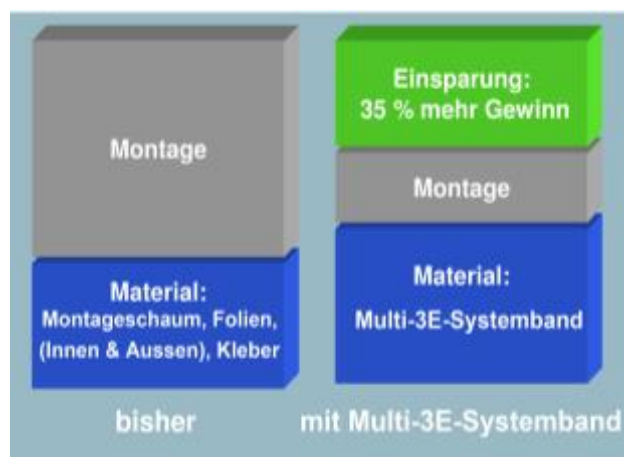 Montage
Material:
Montageschaum, Folien,
(Innen & Aussen), Kleber
bisher
Einsparung:
35 % mehr Gewinn
Montage
Material:
Multi-3E-Systemband
mit Multi-3E-Systemband